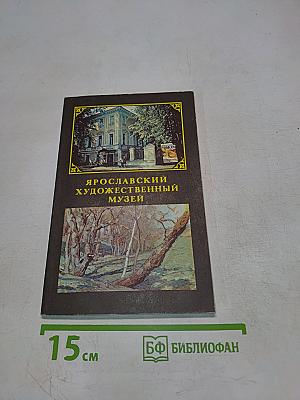 ЯРОСЛАВСКИЙ
ХУДОЖЕСТВЕННЫЙ
МУЗЕЙ
15 см
БФ БИБЛИОФАН